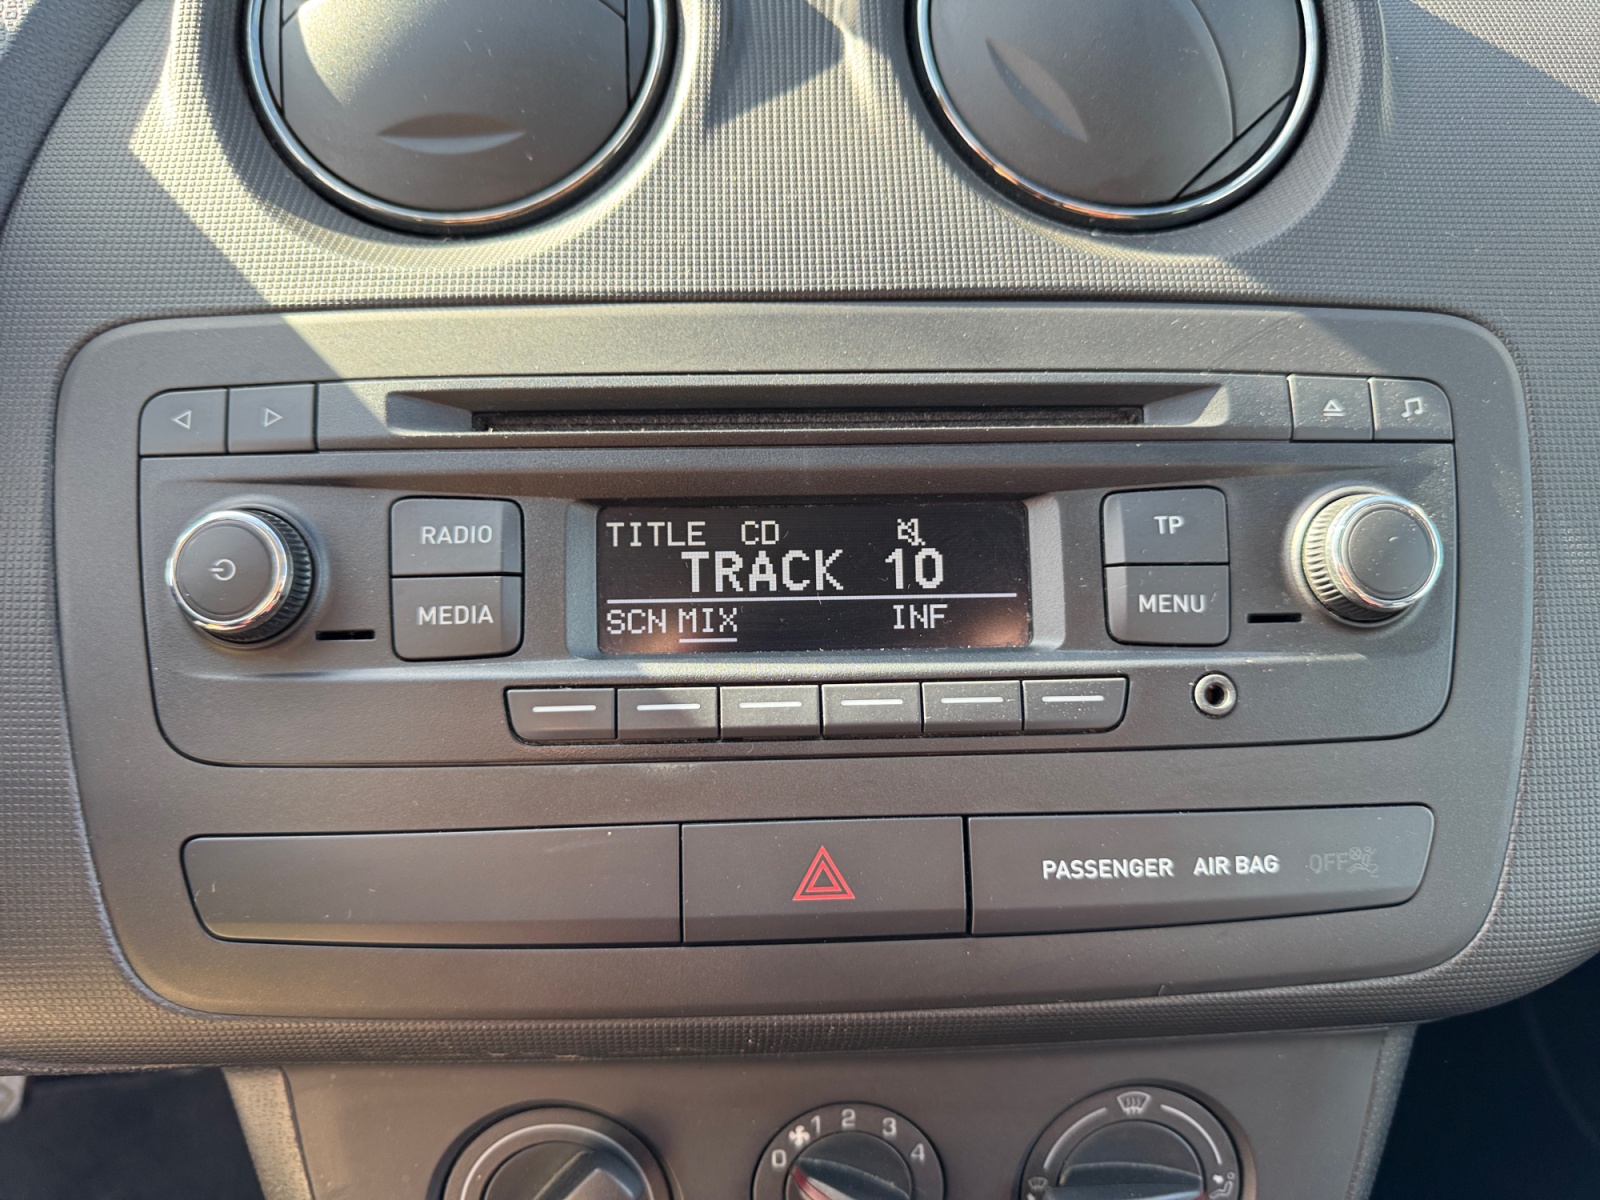 RADIO
MEDIA
TITLE CD
TRACK 10
SCN MIX INF
TP
MENU
PASSENGER AIR BAG OFF
0 1 2 3 4